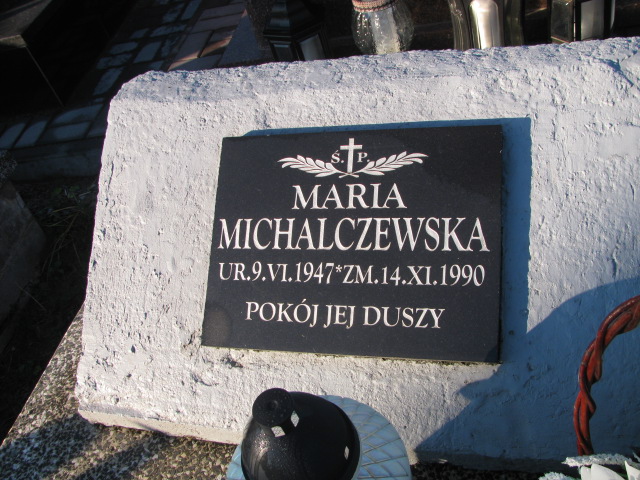 Ś. P.
MARIA
MICHALCZEWSKA
UR.9.VI.1947*ZM.14.XI.1990
POKÓJ JEJ DUSZY